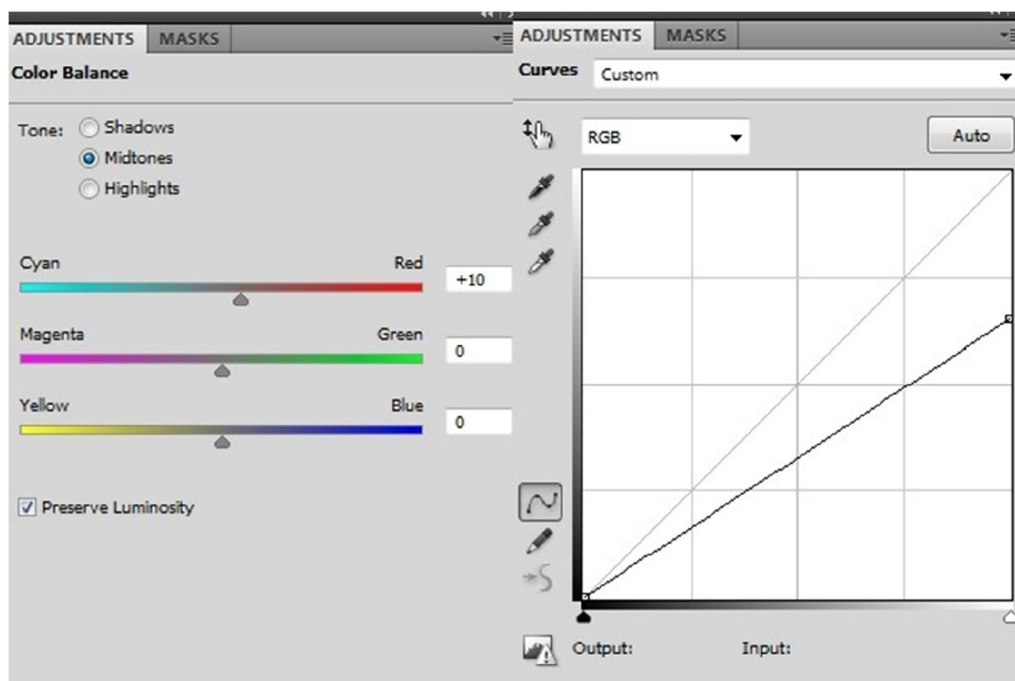 ADJUSTMENTS MASKS
Color Balance
Tone: Shadows
Midtones
Highlights
Cyan Red
+10
Magenta Green
0
Yellow Blue
0
Preserve Luminosity
ADJUSTMENTS MASKS
Curves Custom
RGB Auto
Output: Input: